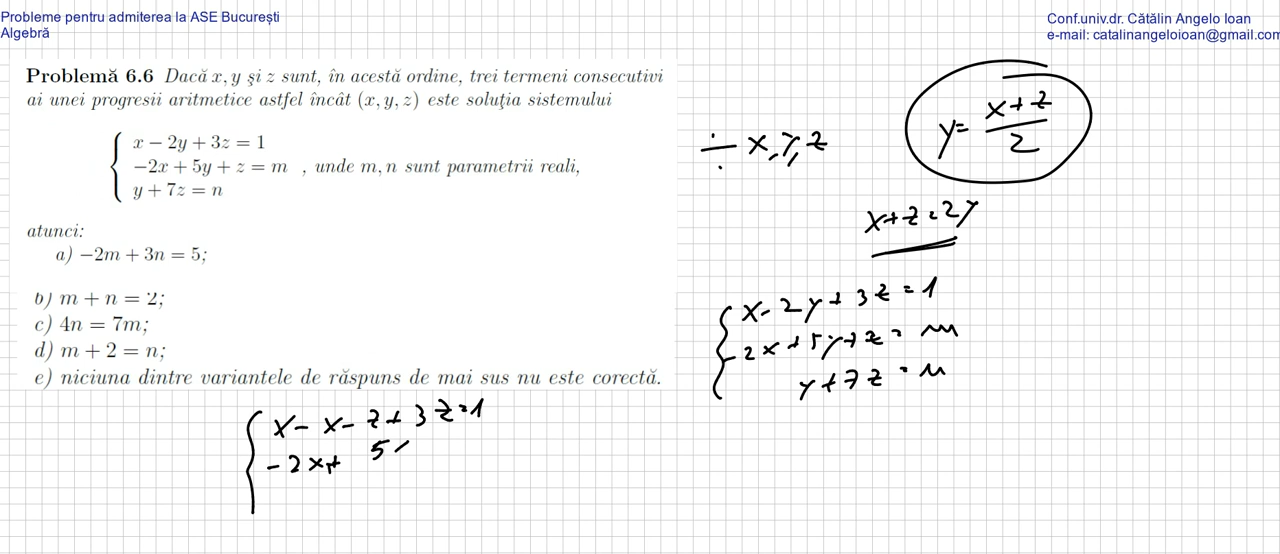 Probleme pentru admiterea la ASE București
Algebră
Conf.univ.dr. Cătălin Angelo Ioan
e-mail: catalinangeloioan@gmail.com
Problemă 6.6 Dacă x, y şi z sunt, în acestă ordine, trei termeni consecutivi
ai unei progresii aritmetice astfel încât (x, y, z) este soluţia sistemului
x − 2y + 3z = 1
−2x + 5y + z = m , unde m, n sunt parametrii reali,
y + 7z = n
atunci:
a) −2m + 3n = 5;
b) m + n = 2;
c) 4n = 7m;
d) m + 2 = n;
e) niciuna dintre variantele de răspuns de mai sus nu este corectă.
÷ x, y, z
y = x+z / 2
x+z=2y
x-2y+3z=1
-2x+5y+z=m
y+7z=n
x-x-z+3z=1
-2x+ 5